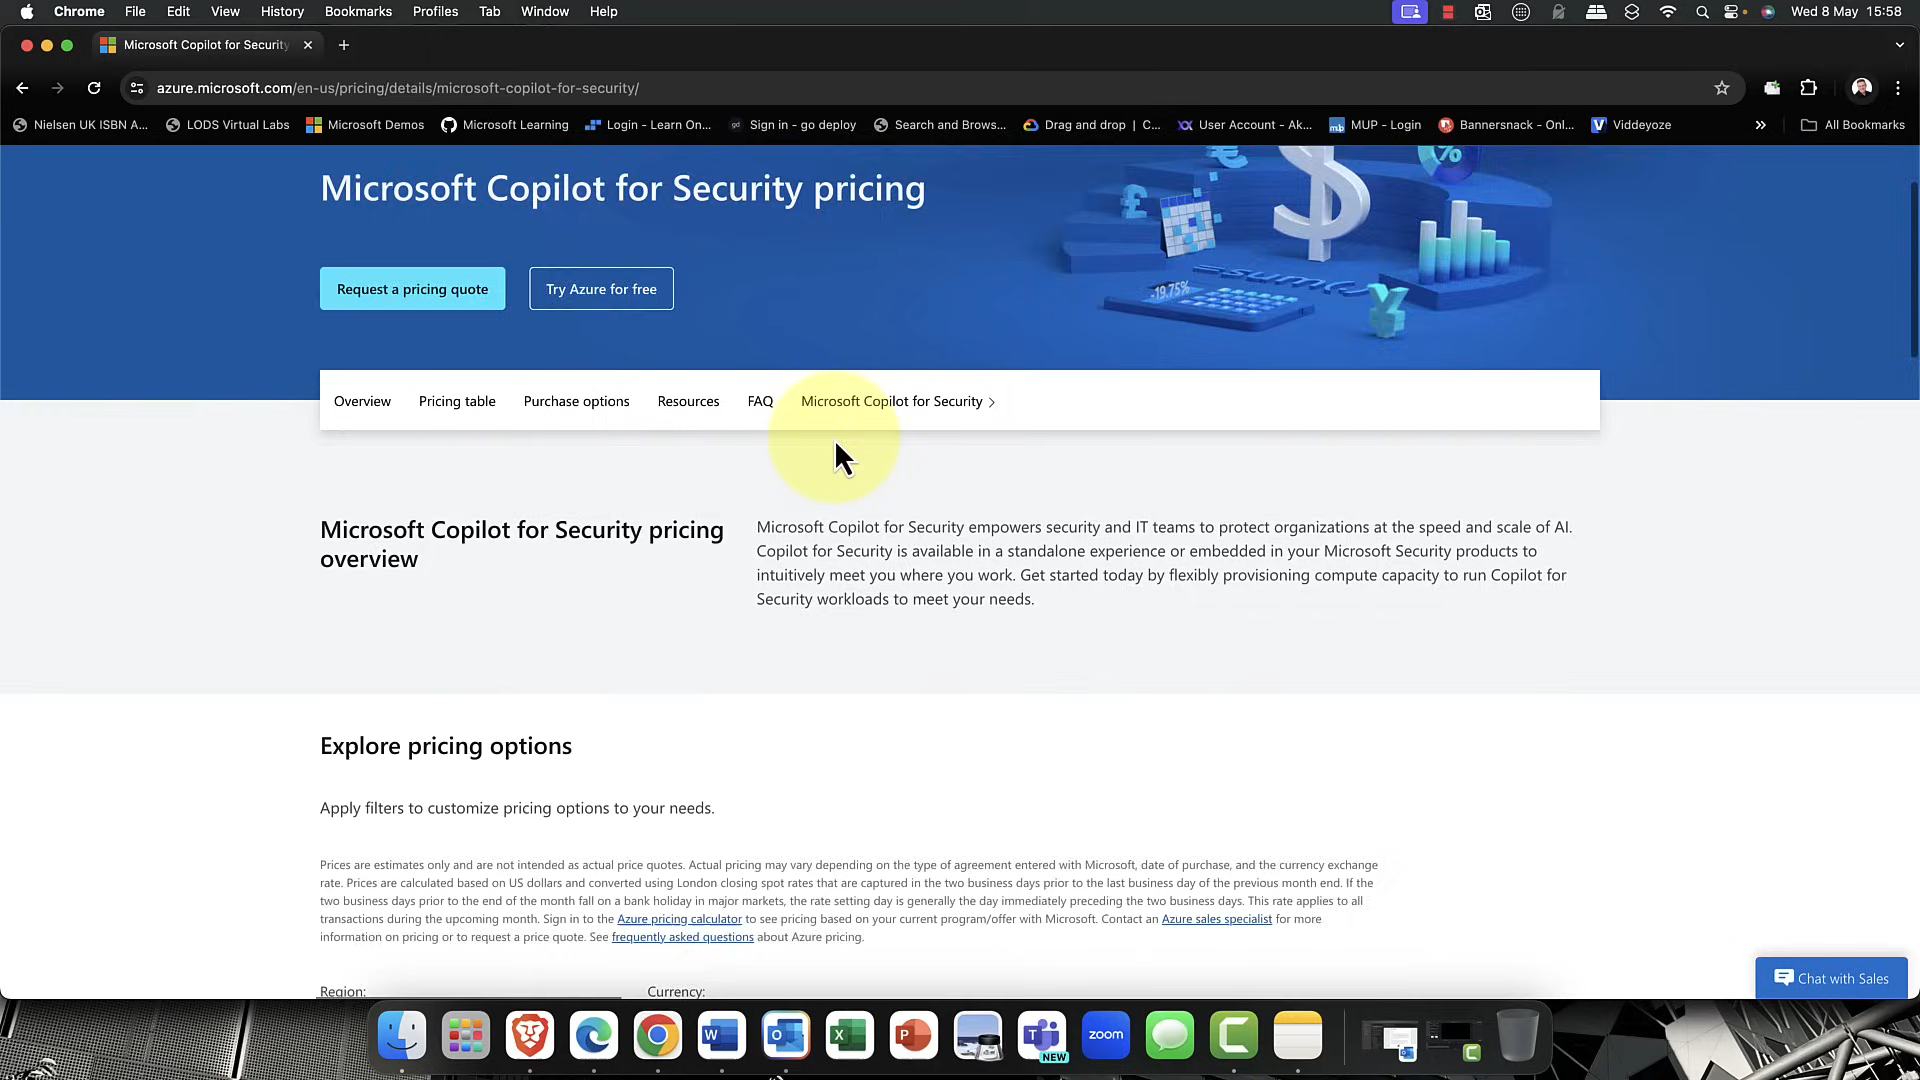 Chrome File Edit View History Bookmarks Profiles Tab Window Help Wed 8 May 15:58
Microsoft Copilot for Security
azure.microsoft.com/en-us/pricing/details/microsoft-copilot-for-security/
Nielsen UK ISBN A... LODS Virtual Labs Microsoft Demos Microsoft Learning Login - Learn On... gd Sign in - go deploy Search and Brows... Drag and drop | C... User Account - Ak... MUP - Login Bannersnack - Onl... Viddeyoze » All Bookmarks
Microsoft Copilot for Security pricing
Request a pricing quote Try Azure for free
-19.75%
=sum(
Overview Pricing table Purchase options Resources FAQ Microsoft Copilot for Security
Microsoft Copilot for Security pricing
overview
Microsoft Copilot for Security empowers security and IT teams to protect organizations at the speed and scale of AI.
Copilot for Security is available in a standalone experience or embedded in your Microsoft Security products to
intuitively meet you where you work. Get started today by flexibly provisioning compute capacity to run Copilot for
Security workloads to meet your needs.
Explore pricing options
Apply filters to customize pricing options to your needs.
Prices are estimates only and are not intended as actual price quotes. Actual pricing may vary depending on the type of agreement entered with Microsoft, date of purchase, and the currency exchange
rate. Prices are calculated based on US dollars and converted using London closing spot rates that are captured in the two business days prior to the last business day of the previous month end. If the
two business days prior to the end of the month fall on a bank holiday in major markets, the rate setting day is generally the day immediately preceding the two business days. This rate applies to all
transactions during the upcoming month. Sign in to the Azure pricing calculator to see pricing based on your current program/offer with Microsoft. Contact an Azure sales specialist for more
information on pricing or to request a price quote. See frequently asked questions about Azure pricing.
Chat with Sales
Region: Currency:
W O X P T zoom C
NEW